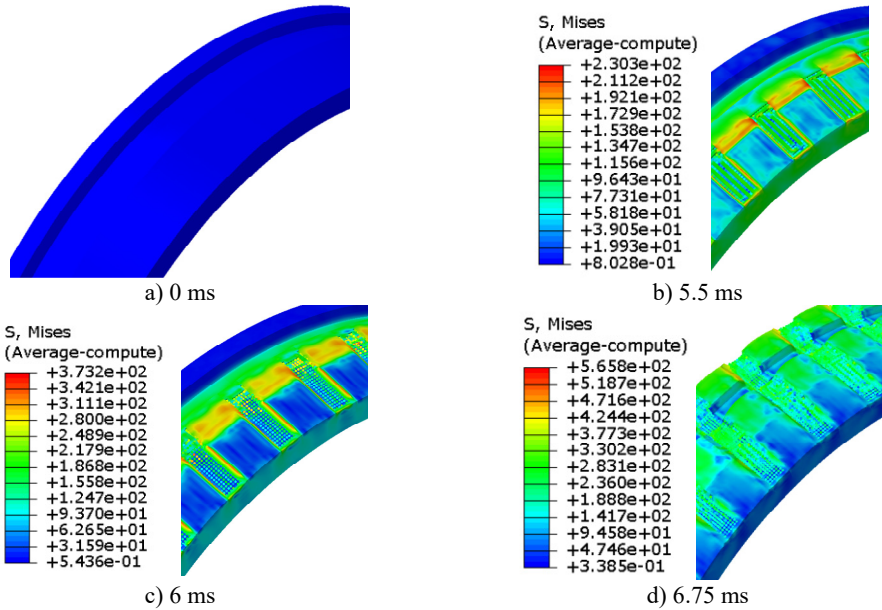 a) 0 ms
S, Mises
(Average-compute)
+2.303e+02
+2.112e+02
+1.921e+02
+1.729e+02
+1.538e+02
+1.347e+02
+1.156e+02
+9.643e+01
+7.731e+01
+5.818e+01
+3.905e+01
+1.993e+01
+8.028e-01
b) 5.5 ms
S, Mises
(Average-compute)
+3.732e+02
+3.421e+02
+3.111e+02
+2.800e+02
+2.489e+02
+2.179e+02
+1.868e+02
+1.558e+02
+1.247e+02
+9.370e+01
+6.265e+01
+3.159e+01
+5.436e-01
c) 6 ms
S, Mises
(Average-compute)
+5.658e+02
+5.187e+02
+4.716e+02
+4.244e+02
+3.773e+02
+3.302e+02
+2.831e+02
+2.360e+02
+1.888e+02
+1.417e+02
+9.458e+01
+4.746e+01
+3.385e-01
d) 6.75 ms